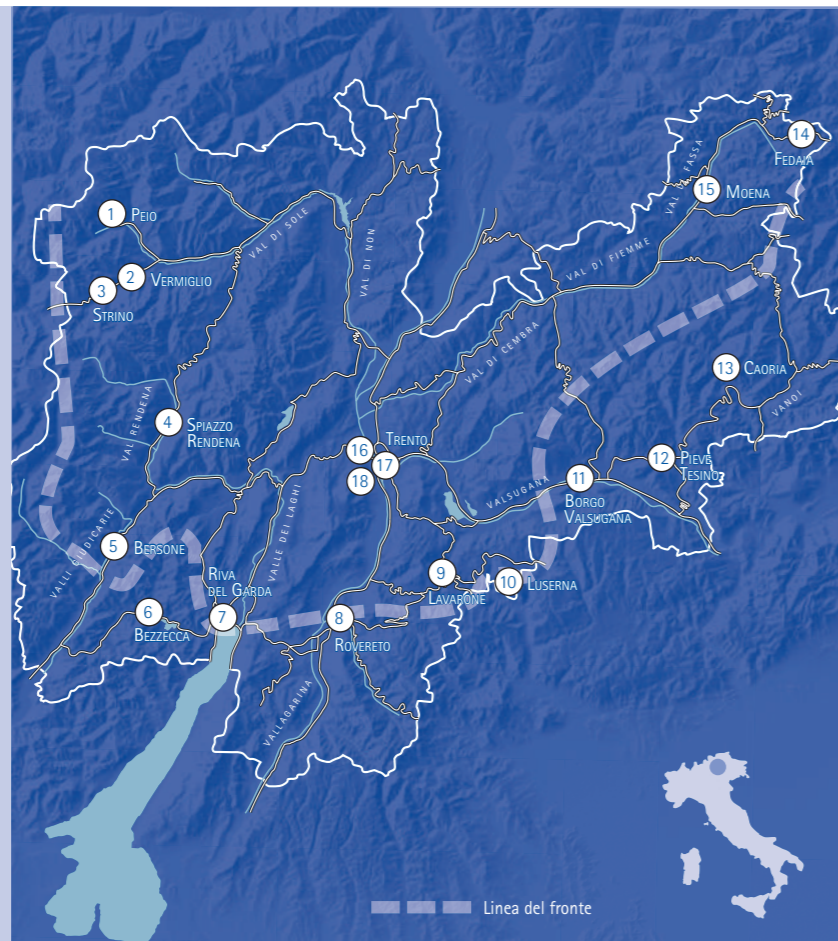 14
FEDAIA
15
MOENA
VAL DI FASSA
1
PEIO
VAL DI SOLE
VAL DI NON
VAL DI FIEMME
2
VERMIGLIO
3
STRINO
VAL DI CEMBRA
13
CAORIA
VANOI
4
SPIAZZO
RENDENA
VAL RENDENA
TRENTO
16
17
18
12
PIEVE
TESINO
11
BORGO
VALSUGANA
VALSUGANA
VALLE DEI LAGHI
5
BERSONE
VALLI GIUDICARIE
RIVA
DEL GARDA
7
6
BEZZECCA
9
LAVARONE
10
LUSERNA
8
ROVERETO
VALLAGARINA
Linea del fronte